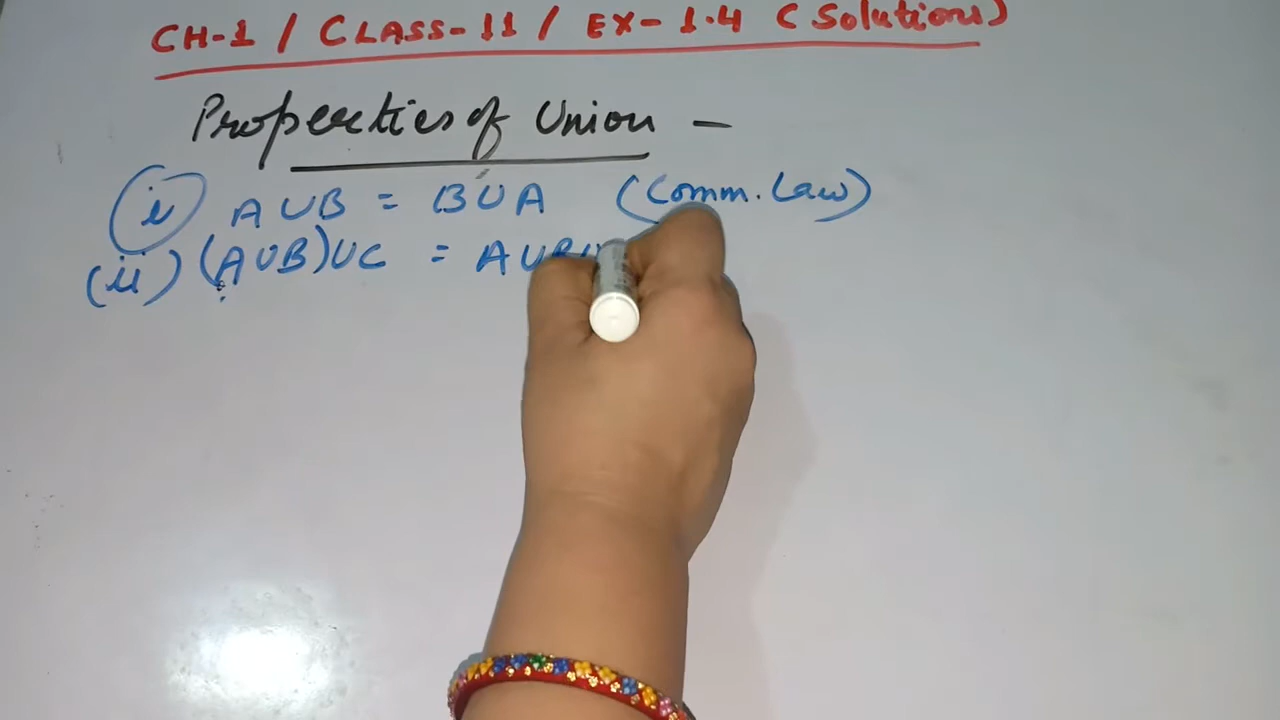 CH-1 / CLASS-11 / EX-1.4 (Solutions)
Properties of Union -
(i) A∪B = B∪A (Comm. Law)
(ii) (A∪B)∪C = A∪B∪